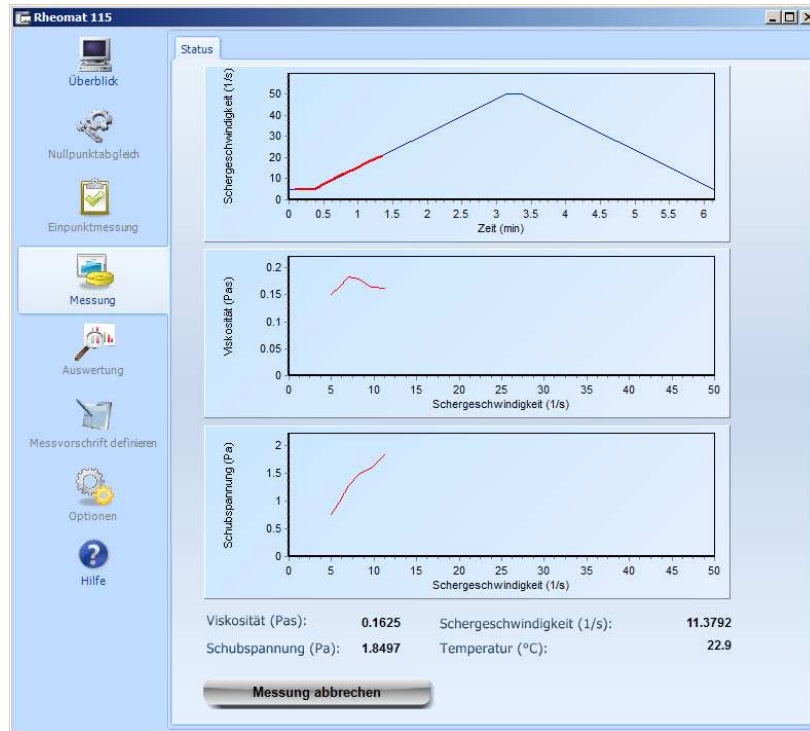 Rheomat 115
Überblick
Nullpunktabgleich
Einpunktmessung
Messung
Auswertung
Messvorschrift definieren
Optionen
Hilfe
Status
Schergeschwindigkeit (1/s)
50
40
30
20
10
0
0 0.5 1 1.5 2 2.5 3 3.5 4 4.5 5 5.5 6
Zeit (min)
Viskosität (Pas)
0.2
0.15
0.1
0.05
0
0 5 10 15 20 25 30 35 40 45 50
Schergeschwindigkeit (1/s)
Schubspannung (Pa)
2
1.5
1
0.5
0
0 5 10 15 20 25 30 35 40 45 50
Schergeschwindigkeit (1/s)
Viskosität (Pas): 0.1625 Schergeschwindigkeit (1/s): 11.3792
Schubspannung (Pa): 1.8497 Temperatur (°C): 22.9
Messung abbrechen